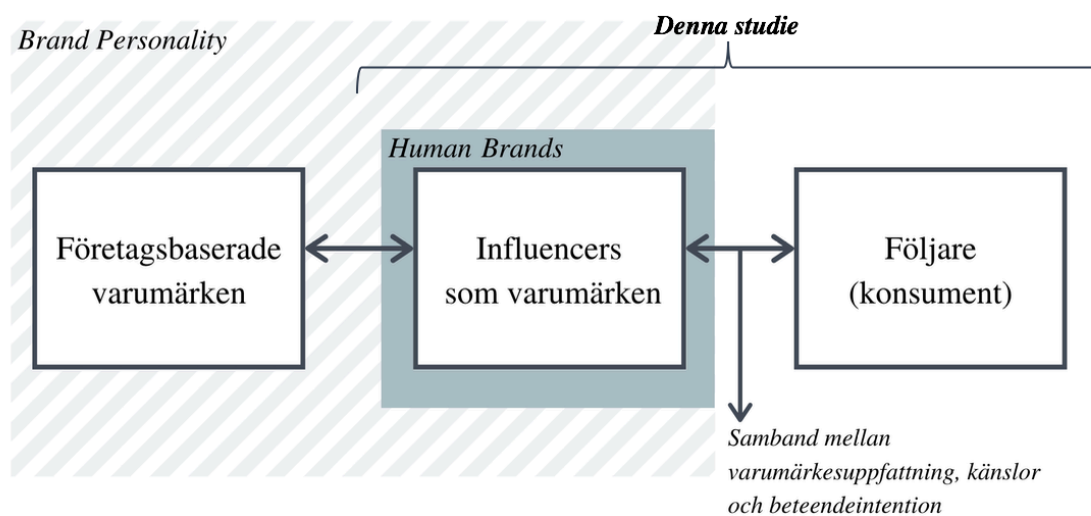 Brand Personality
Denna studie
Human Brands
Företagsbaserade
varumärken
Influencers
som varumärken
Följare
(konsument)
Samband mellan
varumärkesuppfattning, känslor
och beteendeintention